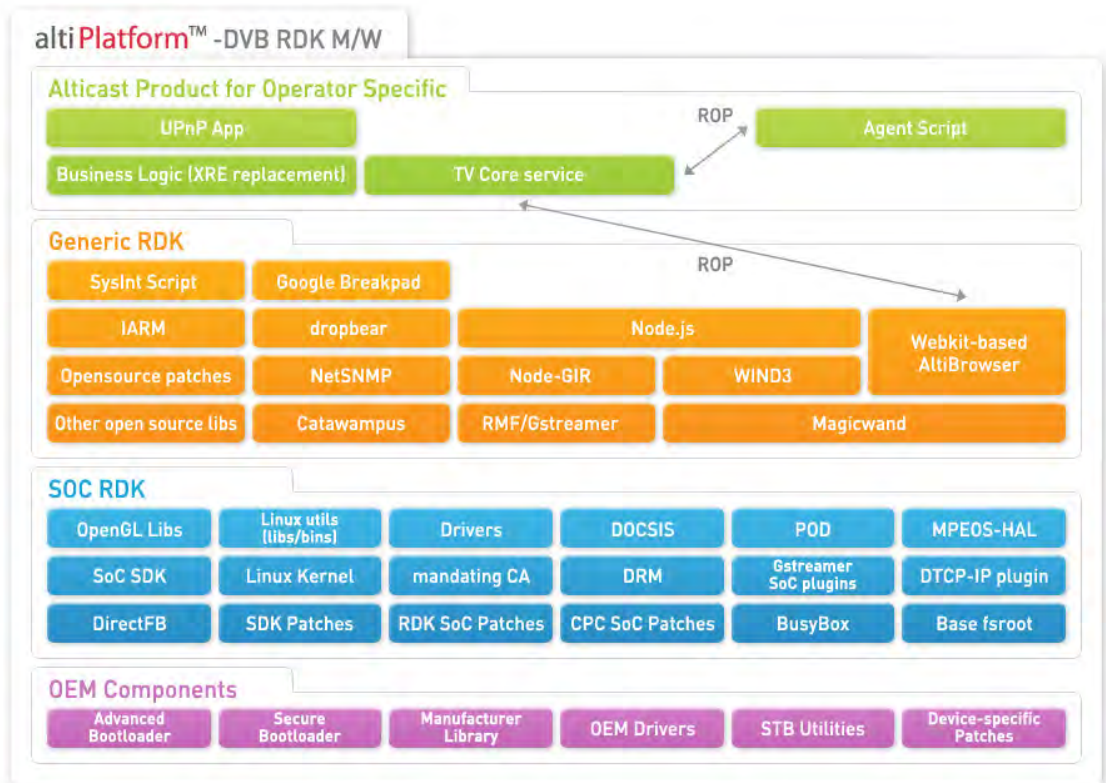 altiPlatform™ -DVB RDK M/W
Alticast Product for Operator Specific
UPnP App
ROP
Agent Script
Business Logic (XRE replacement)
TV Core service
Generic RDK
ROP
SysInt Script
Google Breakpad
IARM
dropbear
Node.js
Webkit-based
AltiBrowser
Opensource patches
NetSNMP
Node-GIR
WIND3
Other open source libs
Catawampus
RMF/Gstreamer
Magicwand
SOC RDK
OpenGL Libs
Linux utils
(libs/bins)
Drivers
DOCSIS
POD
MPEOS-HAL
SoC SDK
Linux Kernel
mandating CA
DRM
Gstreamer
SoC plugins
DTCP-IP plugin
DirectFB
SDK Patches
RDK SoC Patches
CPC SoC Patches
BusyBox
Base fsroot
OEM Components
Advanced
Bootloader
Secure
Bootloader
Manufacturer
Library
OEM Drivers
STB Utilities
Device-specific
Patches